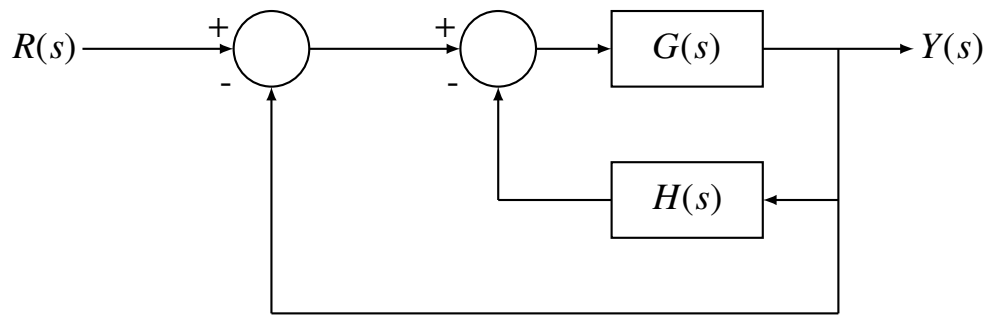 R(s) + - + - G(s) Y(s)
H(s)